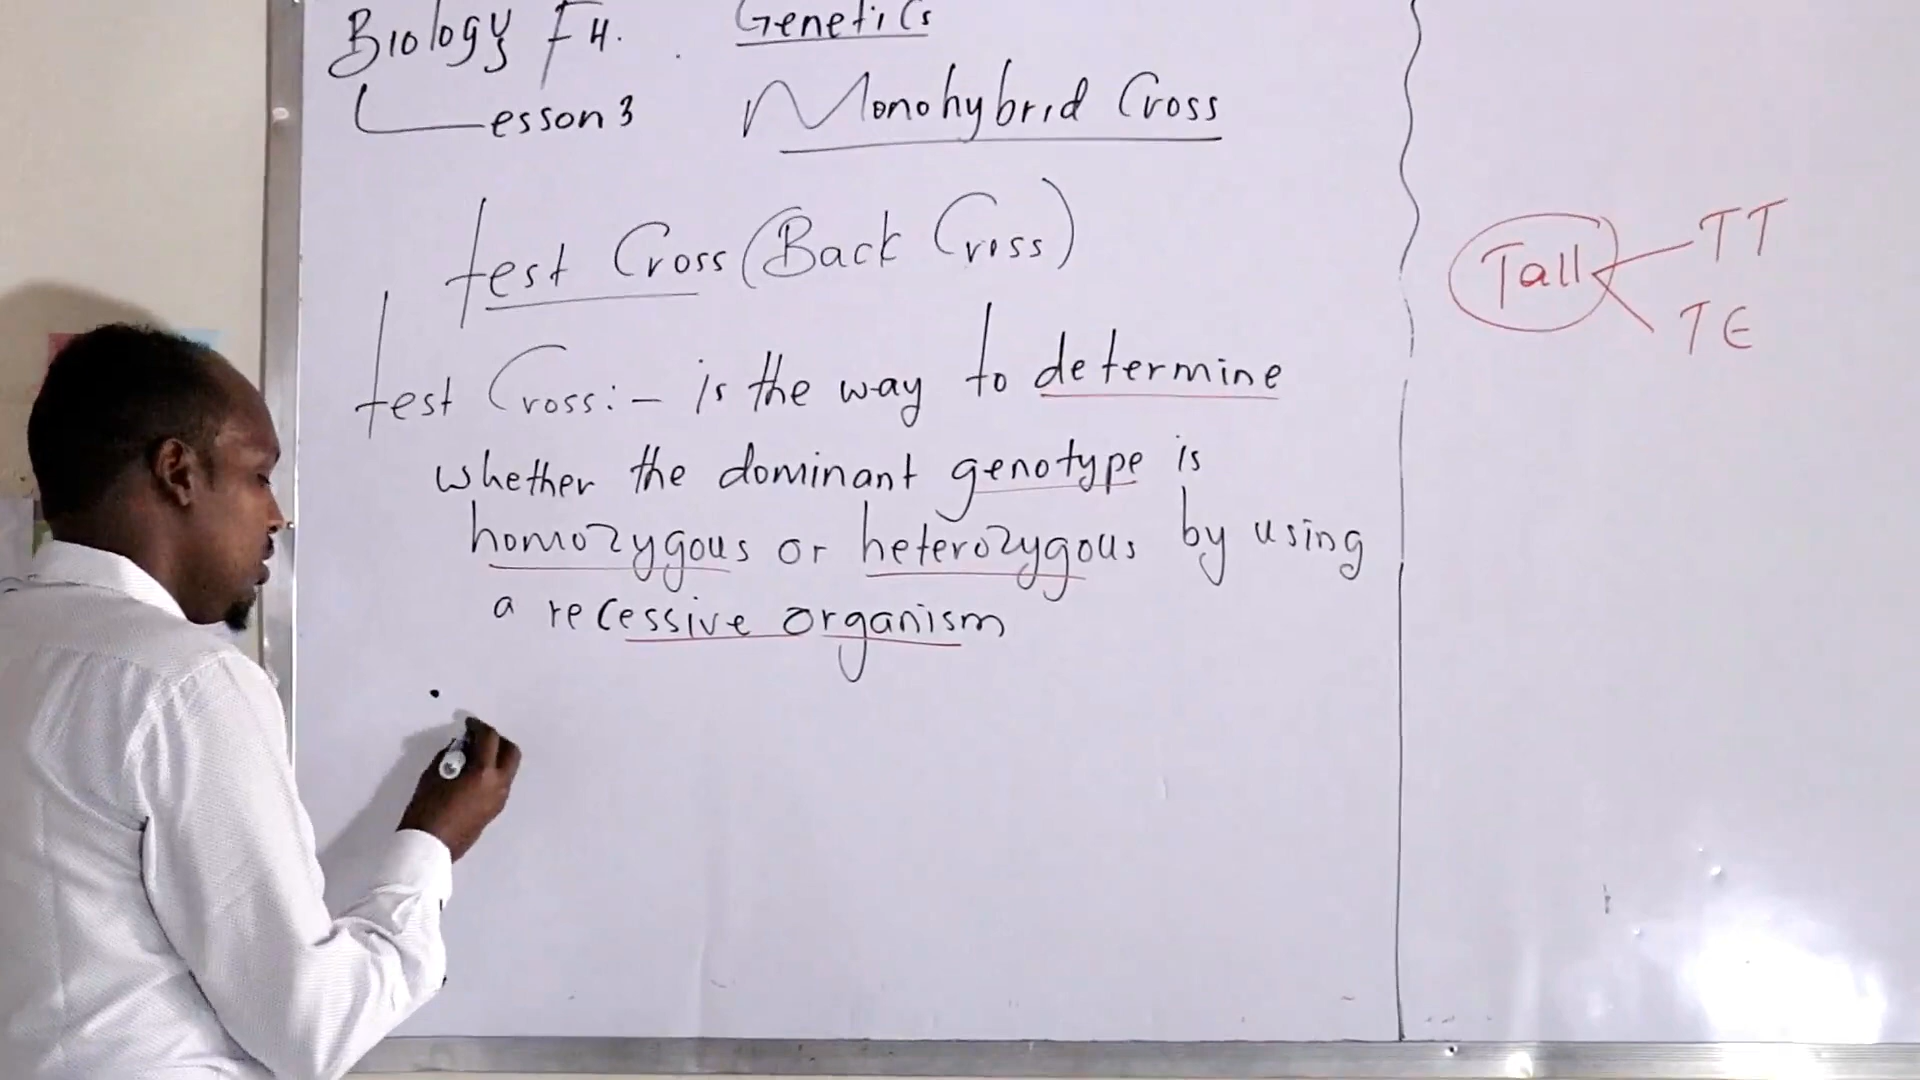 Biology F4. Genetics
Lesson 3 Monohybrid Cross
test Cross (Back Cross)
test Cross:- is the way to determine
whether the dominant genotype is
homozygous or heterozygous by using
a recessive organism
TT
Tall
Tt